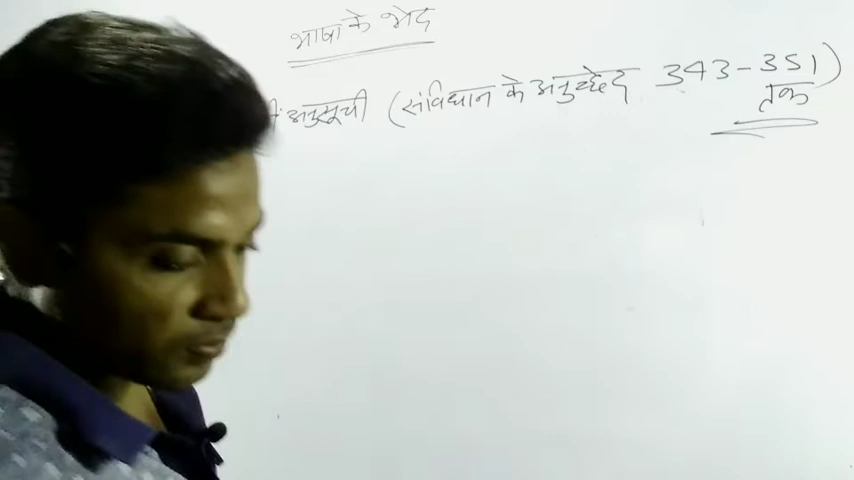 भाषा के भेद
अनुसूची (संविधान के अनुच्छेद 343-351)
तक